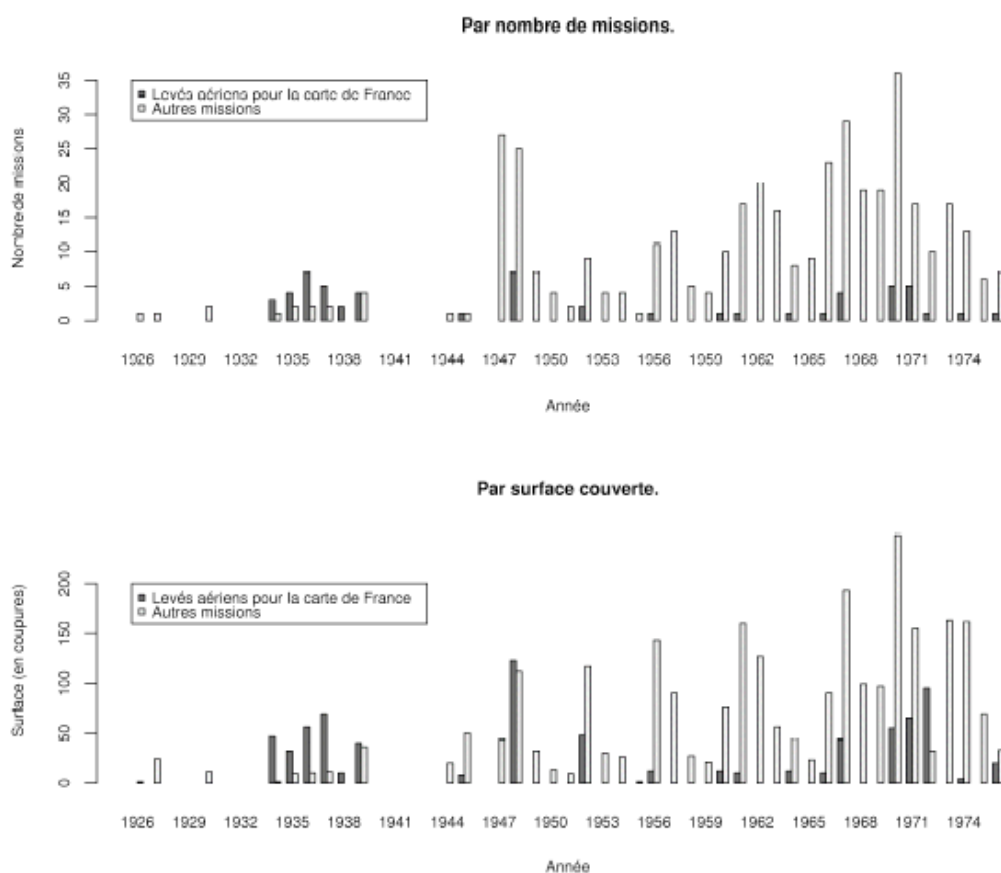 Par nombre de missions.
Nombre de missions
35
30
25
20
15
10
5
0
Levés aériens pour la carte de France
Autres missions
1926 1929 1932 1935 1938 1941 1944 1947 1950 1953 1956 1959 1962 1965 1968 1971 1974
Année
Par surface couverte.
Surface (en coupures)
200
150
100
50
0
Levés aériens pour la carte de France
Autres missions
1926 1929 1932 1935 1938 1941 1944 1947 1950 1953 1956 1959 1962 1965 1968 1971 1974
Année